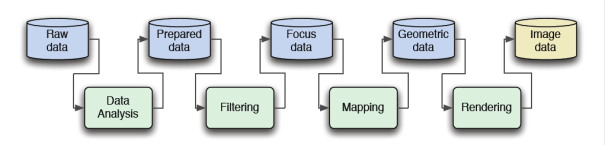 Raw
data
Prepared
data
Focus
data
Geometric
data
Image
data
Data
Analysis
Filtering
Mapping
Rendering